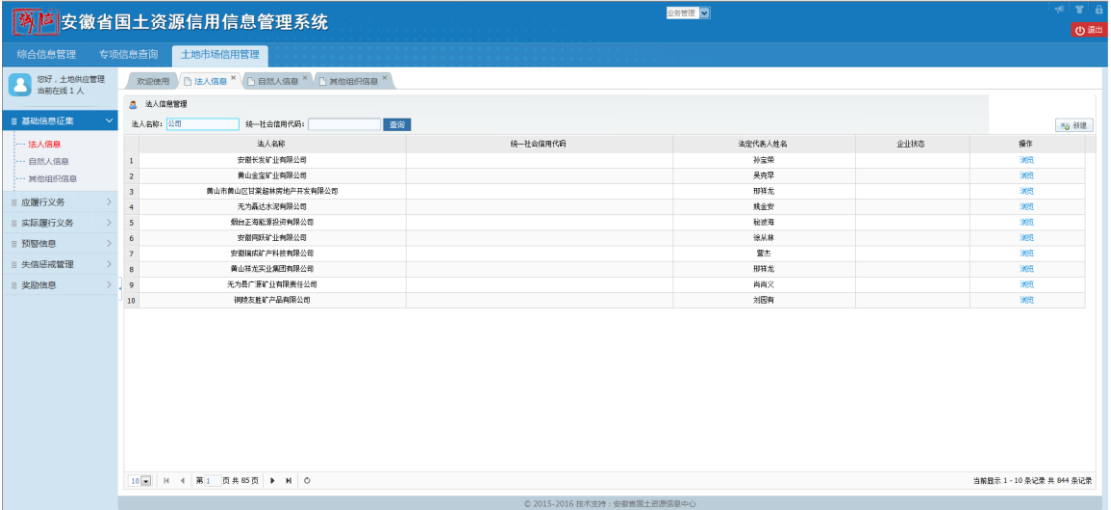 诚信 安徽省国土资源信用信息管理系统
业务管理
退出
综合信息管理 专项信息查询 土地市场信用管理
您好，土地供应管理
当前在线 1 人
欢迎使用 法人信息 × 自然人信息 × 其他组织信息 ×
法人信息管理
基础信息征集
法人名称: 公司 统一社会信用代码: 查询 新建
法人信息
自然人信息
其他组织信息
应履行义务
实际履行义务
预警信息
失信惩戒管理
奖励信息
法人名称 统一社会信用代码 法定代表人姓名 企业状态 操作
1 安徽长发矿业有限公司 孙宝荣 浏览
2 黄山金宝矿业有限公司 吴克旱 浏览
3 黄山市黄山区甘棠超林房地产开发有限公司 邢祥龙 浏览
4 无为磊达水泥有限公司 姚金安 浏览
5 烟台正海能源投资有限公司 秘波海 浏览
6 安徽同跃矿业有限公司 徐从林 浏览
7 安徽瑞成矿产科技有限公司 浏览
8 黄山祥龙实业集团有限公司 邢祥龙 浏览
9 无为县广源矿业有限责任公司 肖尚义 浏览
10 铜陵友胜矿产品有限公司 刘园有 浏览
10 第 1 页 共 85 页 当前显示 1 - 10 条记录 共 844 条记录
© 2015-2016 技术支持：安徽省国土资源信息中心